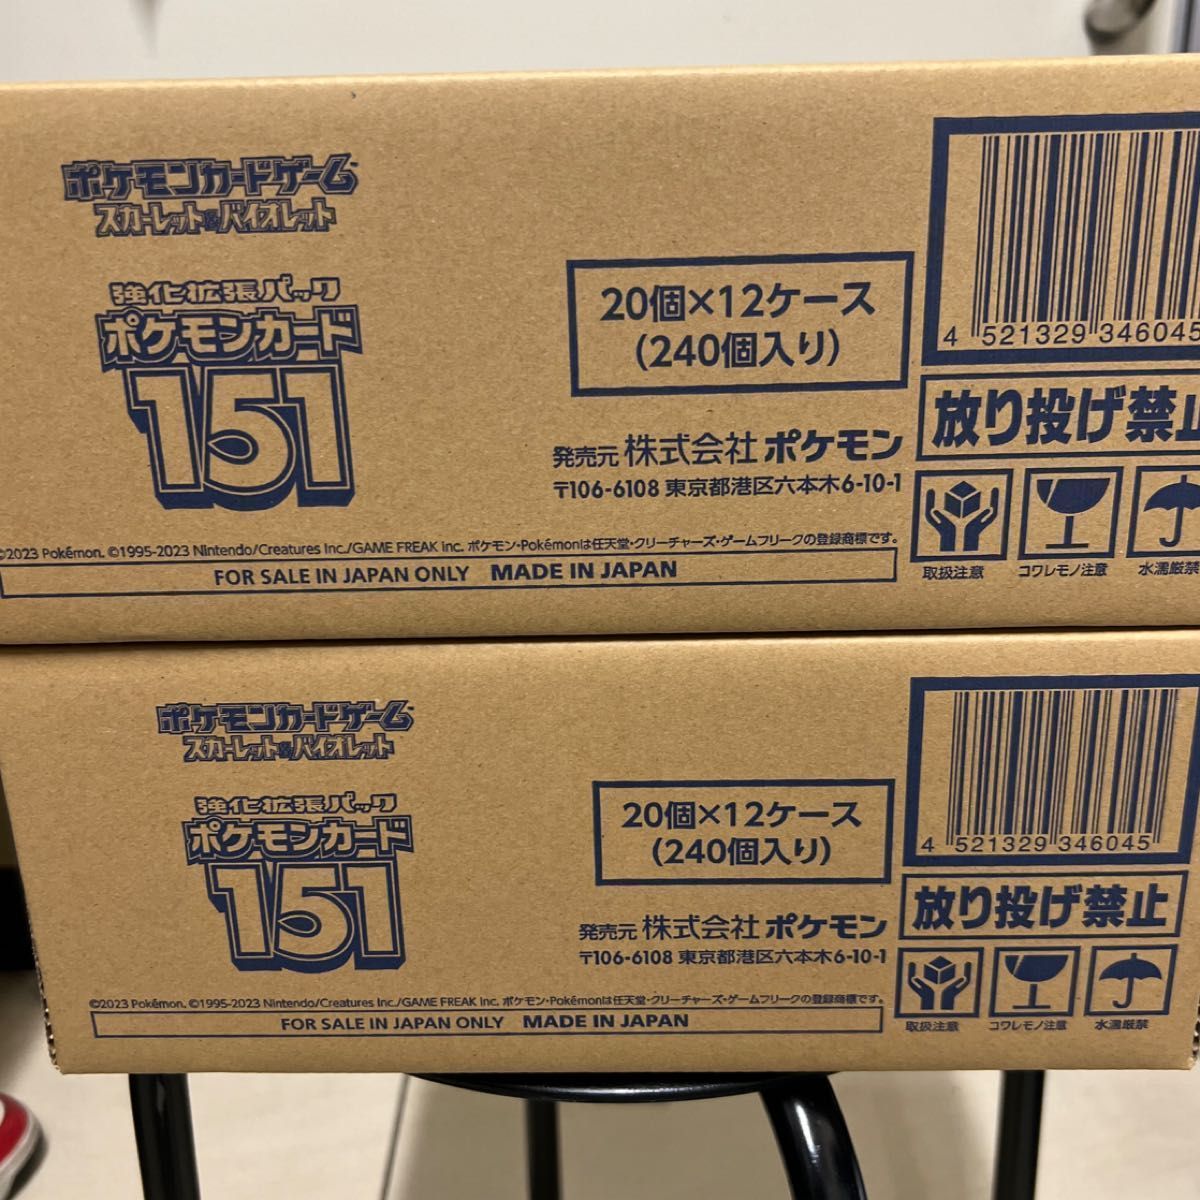 ポケモンカードゲーム
スカーレット&バイオレット
強化拡張パック
ポケモンカード
151
20個×12ケース
(240個入り)
4 521329 346045
放り投げ禁止
発売元 株式会社 ポケモン
〒106-6108 東京都港区六本木6-10-1
取扱注意
コワレモノ注意
水濡厳禁
©2023 Pokémon. ©1995-2023 Nintendo/Creatures Inc./GAME FREAK inc. ポケモン・Pokémonは任天堂・クリーチャーズ・ゲームフリークの登録商標です。
FOR SALE IN JAPAN ONLY MADE IN JAPAN
ポケモンカードゲーム
スカーレット&バイオレット
強化拡張パック
ポケモンカード
151
20個×12ケース
(240個入り)
4 521329 346045
放り投げ禁止
発売元 株式会社 ポケモン
〒106-6108 東京都港区六本木6-10-1
取扱注意
コワレモノ注意
水濡厳禁
©2023 Pokémon. ©1995-2023 Nintendo/Creatures Inc./GAME FREAK inc. ポケモン・Pokémonは任天堂・クリーチャーズ・ゲームフリークの登録商標です。
FOR SALE IN JAPAN ONLY MADE IN JAPAN